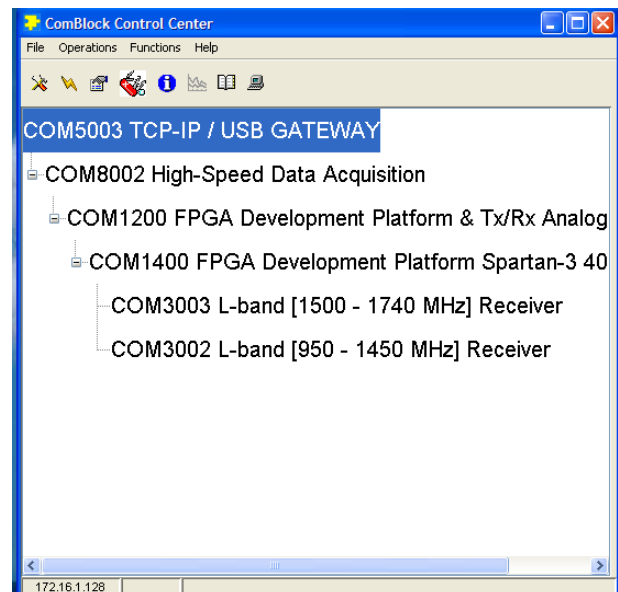 ComBlock Control Center
File Operations Functions Help
COM5003 TCP-IP / USB GATEWAY
COM8002 High-Speed Data Acquisition
COM1200 FPGA Development Platform & Tx/Rx Analog
COM1400 FPGA Development Platform Spartan-3 40
COM3003 L-band [1500 - 1740 MHz] Receiver
COM3002 L-band [950 - 1450 MHz] Receiver
172.16.1.128